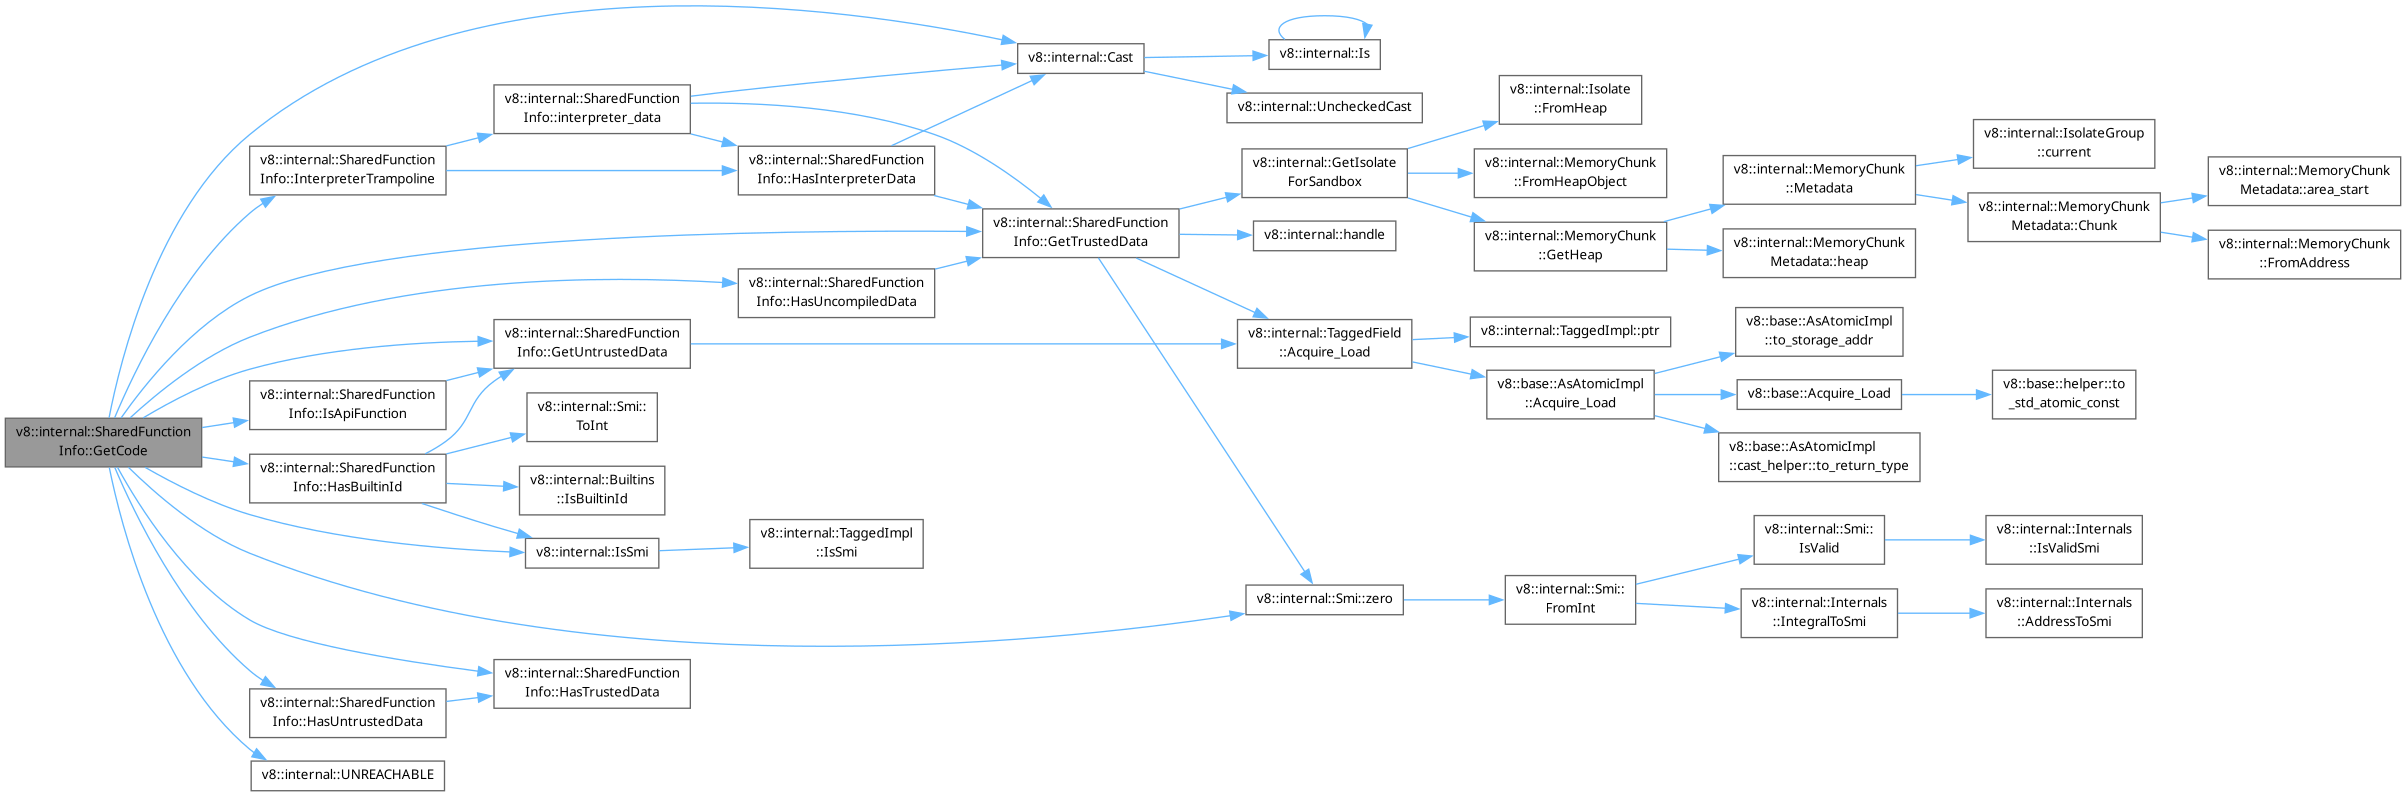 v8::internal::SharedFunction
Info::GetCode
v8::internal::SharedFunction
Info::InterpreterTrampoline
v8::internal::SharedFunction
Info::IsApiFunction
v8::internal::SharedFunction
Info::HasBuiltinId
v8::internal::SharedFunction
Info::HasUntrustedData
v8::internal::UNREACHABLE
v8::internal::SharedFunction
Info::interpreter_data
v8::internal::SharedFunction
Info::GetUntrustedData
v8::internal::Smi::
ToInt
v8::internal::Builtins
::IsBuiltinId
v8::internal::IsSmi
v8::internal::SharedFunction
Info::HasTrustedData
v8::internal::SharedFunction
Info::HasInterpreterData
v8::internal::SharedFunction
Info::HasUncompiledData
v8::internal::TaggedImpl
::IsSmi
v8::internal::Cast
v8::internal::SharedFunction
Info::GetTrustedData
v8::internal::Is
v8::internal::UncheckedCast
v8::internal::GetIsolate
ForSandbox
v8::internal::handle
v8::internal::TaggedField
::Acquire_Load
v8::internal::Smi::zero
v8::internal::Isolate
::FromHeap
v8::internal::MemoryChunk
::FromHeapObject
v8::internal::MemoryChunk
::GetHeap
v8::internal::TaggedImpl::ptr
v8::base::AsAtomicImpl
::Acquire_Load
v8::internal::Smi::
FromInt
v8::internal::MemoryChunk
::Metadata
v8::internal::MemoryChunk
Metadata::heap
v8::base::AsAtomicImpl
::to_storage_addr
v8::base::Acquire_Load
v8::base::AsAtomicImpl
::cast_helper::to_return_type
v8::internal::Smi::
IsValid
v8::internal::Internals
::IntegralToSmi
v8::internal::IsolateGroup
::current
v8::internal::MemoryChunk
Metadata::Chunk
v8::base::helper::to
_std_atomic_const
v8::internal::Internals
::IsValidSmi
v8::internal::Internals
::AddressToSmi
v8::internal::MemoryChunk
Metadata::area_start
v8::internal::MemoryChunk
::FromAddress